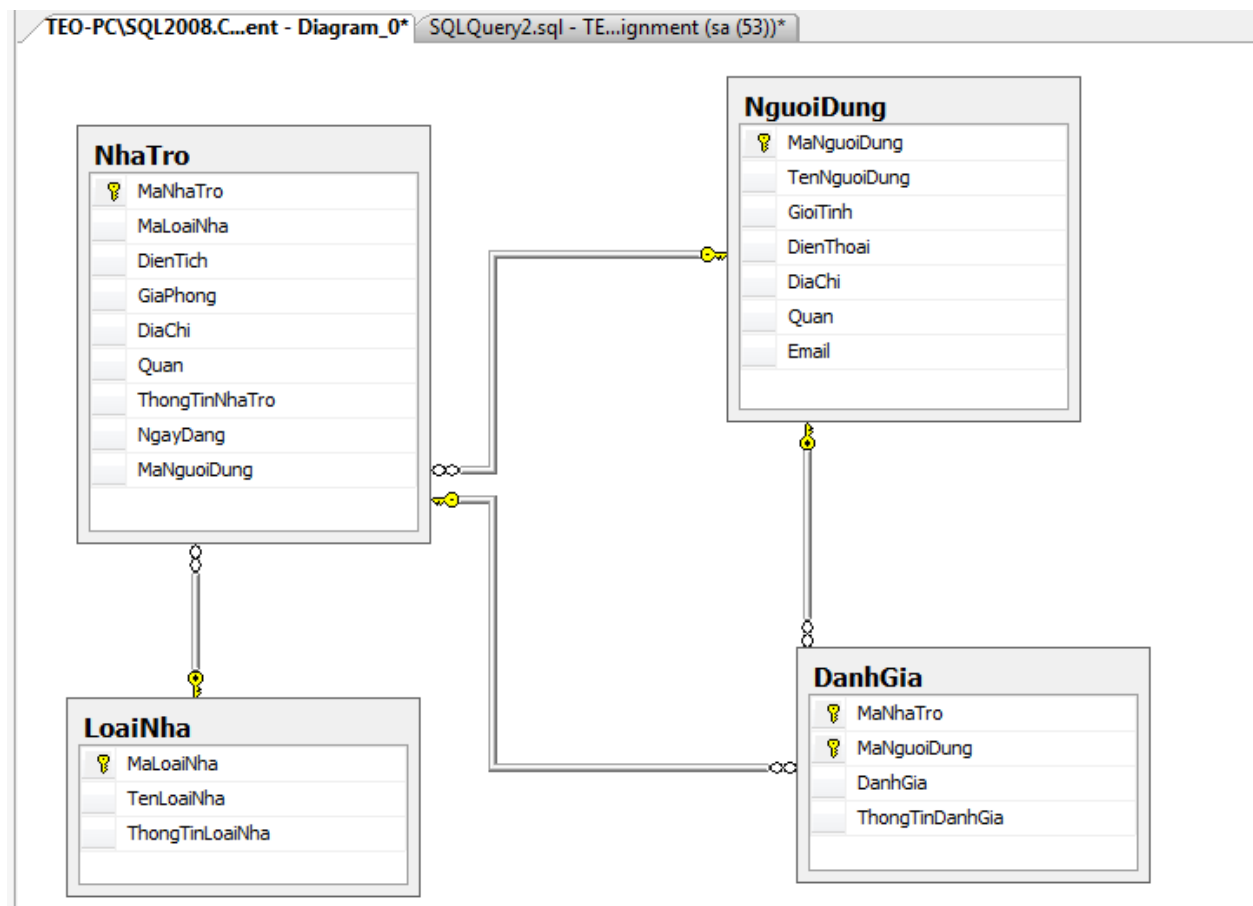 TEO-PC\SQL2008.C...ent - Diagram_0*
SQLQuery2.sql - TE...ignment (sa (53))*
NhaTro
MaNhaTro
MaLoaiNha
DienTich
GiaPhong
DiaChi
Quan
ThongTinNhaTro
NgayDang
MaNguoiDung
NguoiDung
MaNguoiDung
TenNguoiDung
GioiTinh
DienThoai
DiaChi
Quan
Email
LoaiNha
MaLoaiNha
TenLoaiNha
ThongTinLoaiNha
DanhGia
MaNhaTro
MaNguoiDung
DanhGia
ThongTinDanhGia